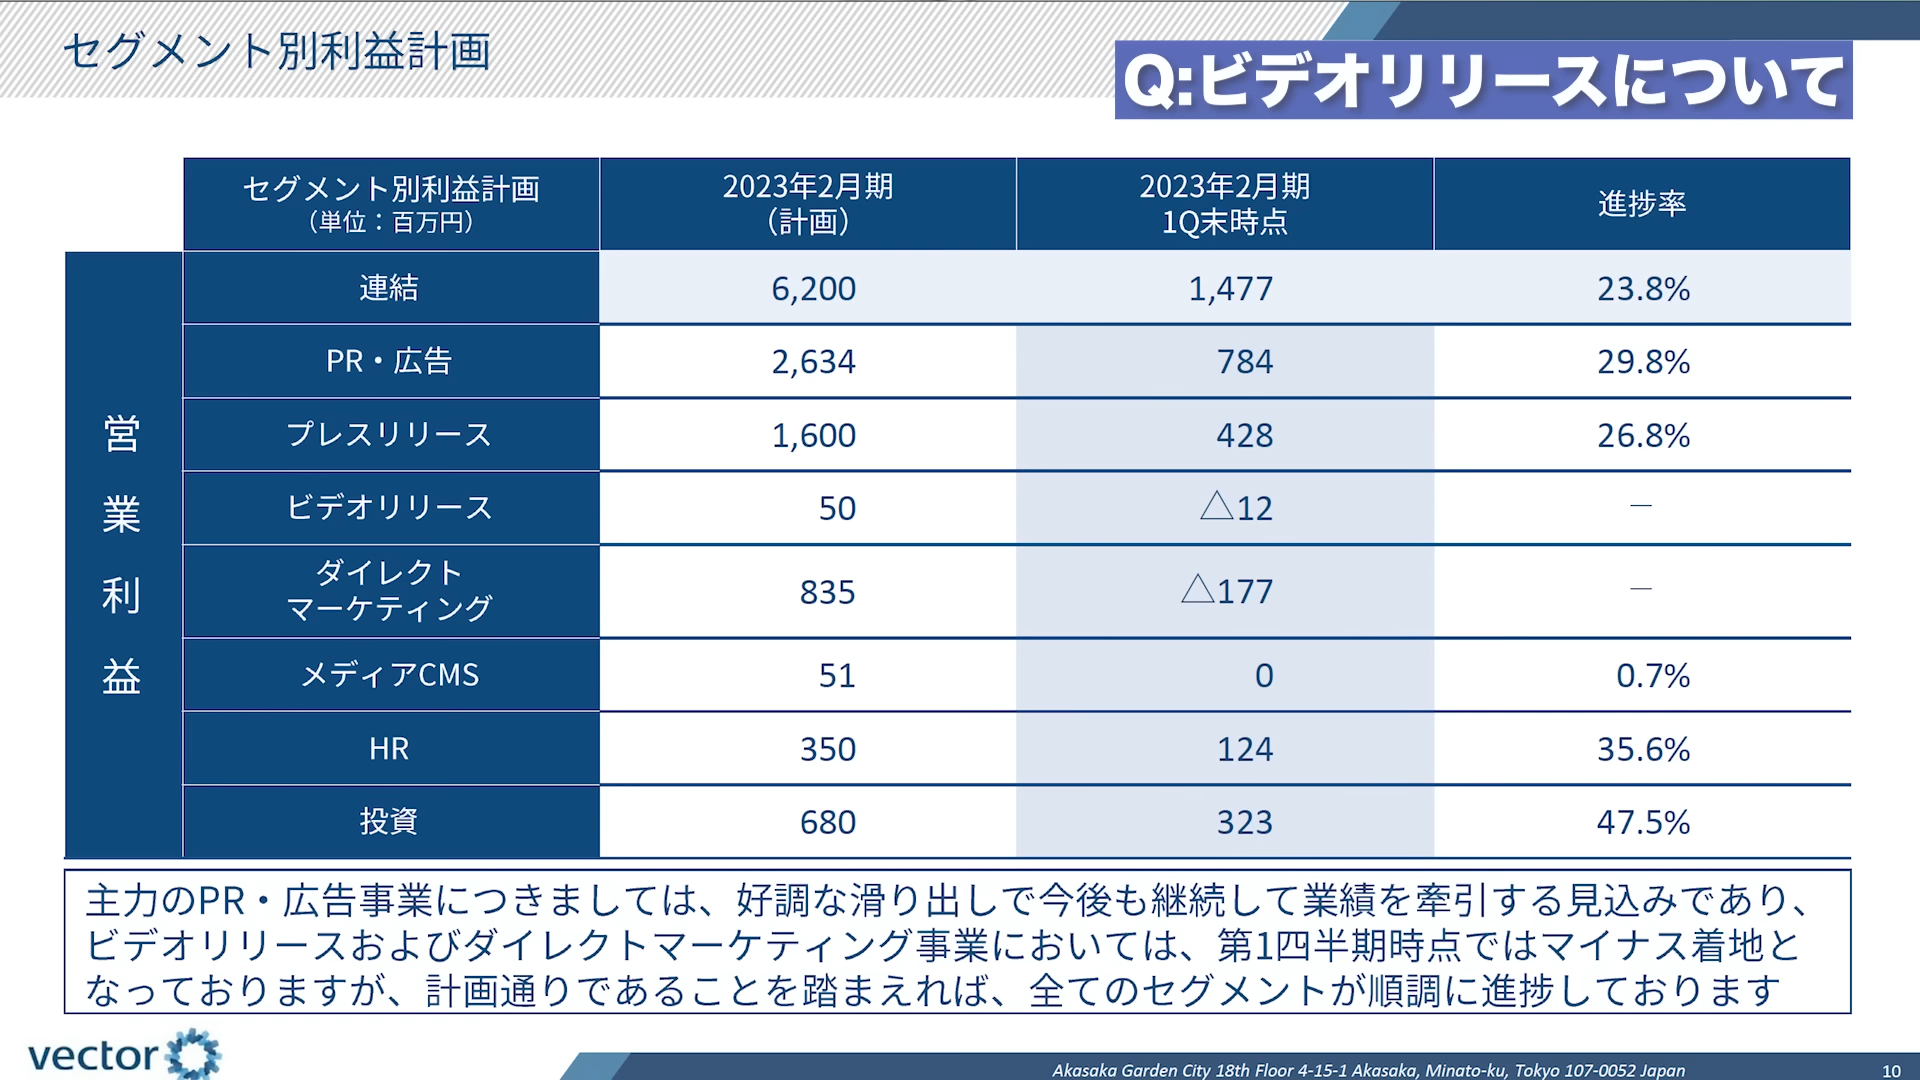 セグメント別利益計画
Q:ビデオリリースについて
セグメント別利益計画
（単位：百万円）
2023年2月期
（計画）
2023年2月期
1Q末時点
進捗率
営業利益
連結 6,200 1,477 23.8%
PR・広告 2,634 784 29.8%
プレスリリース 1,600 428 26.8%
ビデオリリース 50 △12 －
ダイレクト
マーケティング 835 △177 －
メディアCMS 51 0 0.7%
HR 350 124 35.6%
投資 680 323 47.5%
主力のPR・広告事業につきましては、好調な滑り出しで今後も継続して業績を牽引する見込みであり、
ビデオリリースおよびダイレクトマーケティング事業においては、第1四半期時点ではマイナス着地と
なっておりますが、計画通りであることを踏まえれば、全てのセグメントが順調に進捗しております
vector
Akasaka Garden City 18th Floor 4-15-1 Akasaka, Minato-ku, Tokyo 107-0052 Japan
10